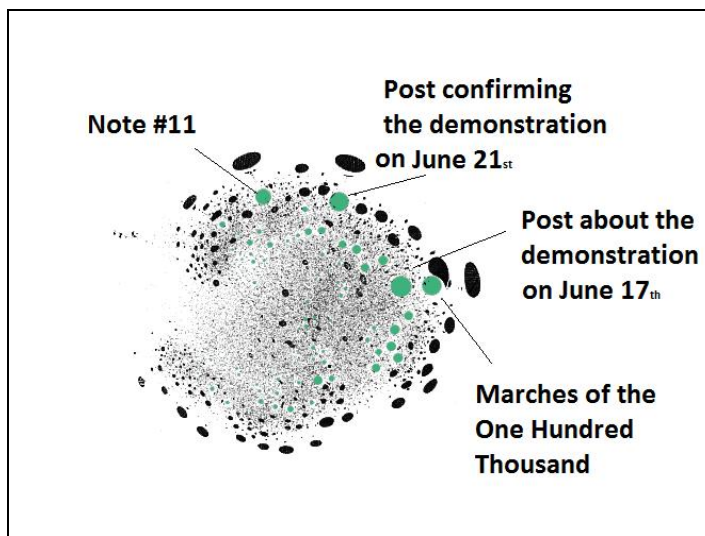 Note #11
Post confirming
the demonstration
on June 21st
Post about the
demonstration
on June 17th
Marches of the
One Hundred
Thousand